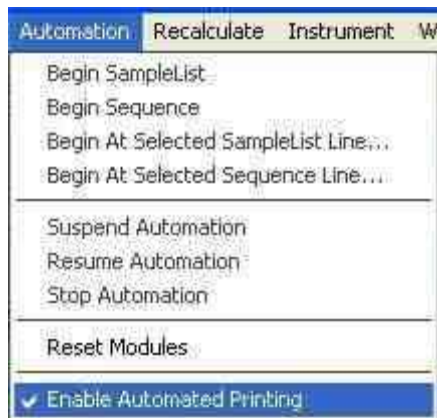 Automation Recalculate Instrument W
Begin SampleList
Begin Sequence
Begin At Selected SampleList Line...
Begin At Selected Sequence Line...
Suspend Automation
Resume Automation
Stop Automation
Reset Modules
Enable Automated Printing